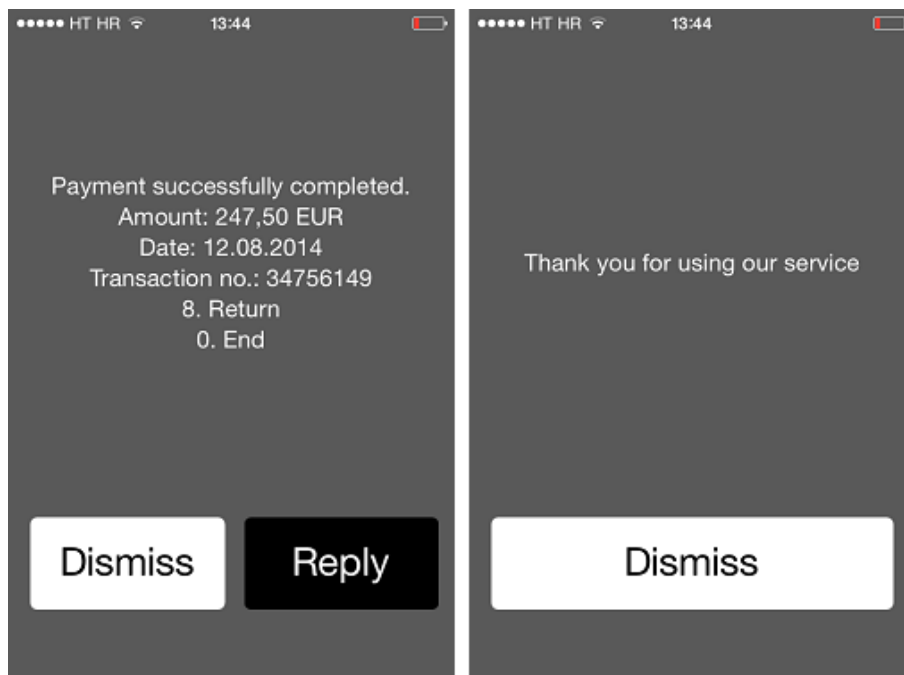 HT HR 13:44
Payment successfully completed.
Amount: 247,50 EUR
Date: 12.08.2014
Transaction no.: 34756149
8. Return
0. End
Dismiss
Reply
HT HR 13:44
Thank you for using our service
Dismiss